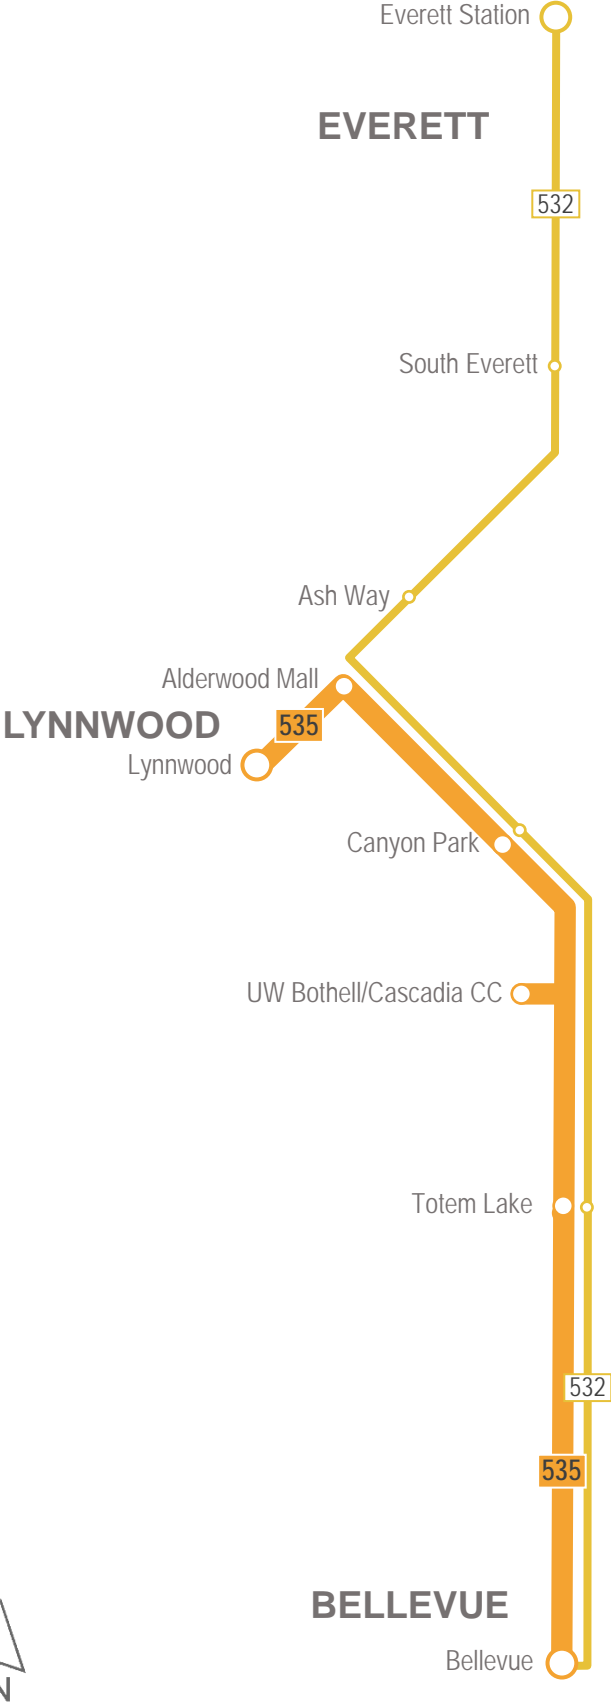 Everett Station
EVERETT
532
South Everett
Ash Way
Alderwood Mall
LYNNWOOD
535
Lynnwood
Canyon Park
UW Bothell/Cascadia CC
Totem Lake
532
535
BELLEVUE
Bellevue
N